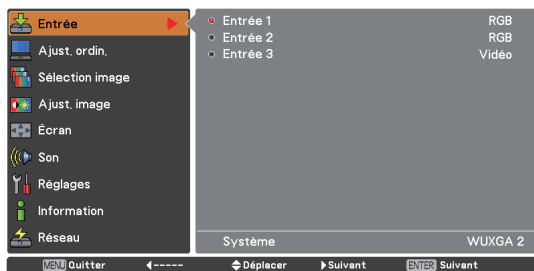 Entrée
Ajust. ordin.
Sélection image
Ajust. image
Écran
Son
Réglages
Information
Réseau
Entrée 1 RGB
Entrée 2 RGB
Entrée 3 Vidéo
Système WUXGA 2
MENU Quitter ----- Déplacer Suivant ENTER Suivant